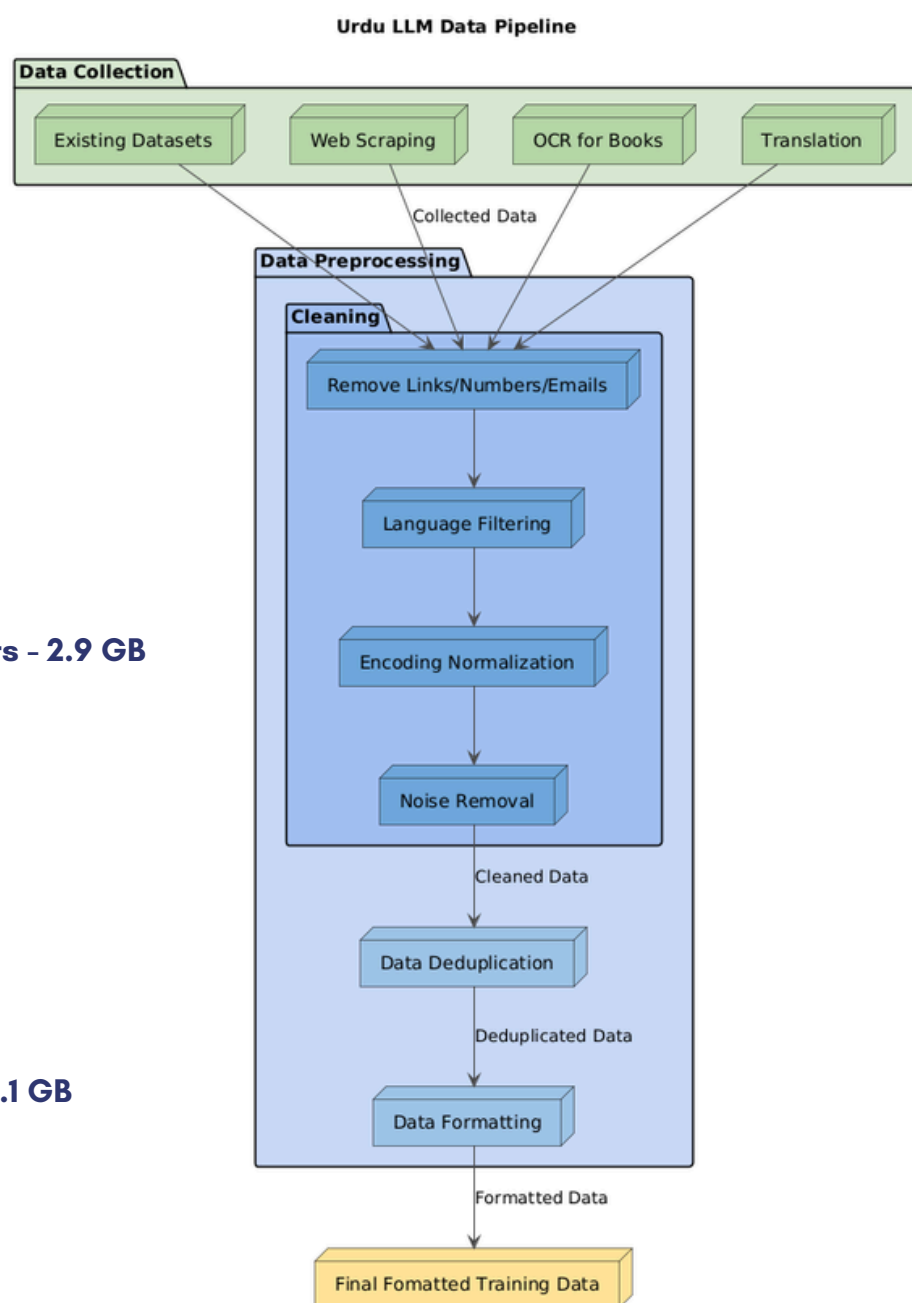 Urdu LLM Data Pipeline
Data Collection
Existing Datasets
Web Scraping
OCR for Books
Translation
Collected Data
Data Preprocessing
Cleaning
Remove Links/Numbers/Emails
Language Filtering
Encoding Normalization
- 2.9 GB
Noise Removal
Cleaned Data
Data Deduplication
Deduplicated Data
.1 GB
Data Formatting
Formatted Data
Final Fomatted Training Data